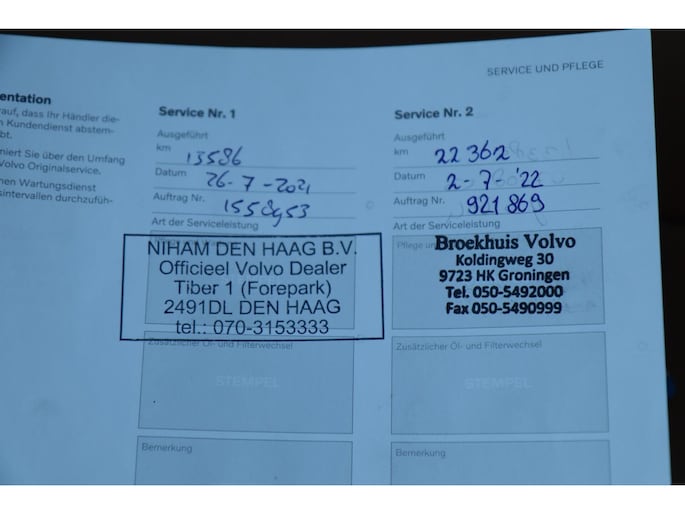 SERVICE UND PFLEGE
entation
rauf, dass Ihr Händler die-
n Kundendienst abstem-
bt.
miert Sie über den Umfang
Volvo Originalservice.
nen Wartungsdienst
sintervallen durchzufüh-
Service Nr. 1
Ausgeführt
km 13586
Datum 26-7-2021
Auftrag Nr. 1558953
Art der Serviceleistung
NIHAM DEN HAAG B.V.
Officieel Volvo Dealer
Tiber 1 (Forepark)
2491DL DEN HAAG
tel.: 070-3153333
Zusätzlicher Öl- und Filterwechsel
STEMPEL
Bemerkung
Service Nr. 2
Ausgeführt
km 22362
Datum 2-7-'22
Auftrag Nr. 921869
Art der Serviceleistung
Pflege un
Broekhuis Volvo
Koldingweg 30
9723 HK Groningen
Tel. 050-5492000
Fax 050-5490999
Zusätzlicher Öl- und Filterwechsel
STEMPEL
Bemerkung